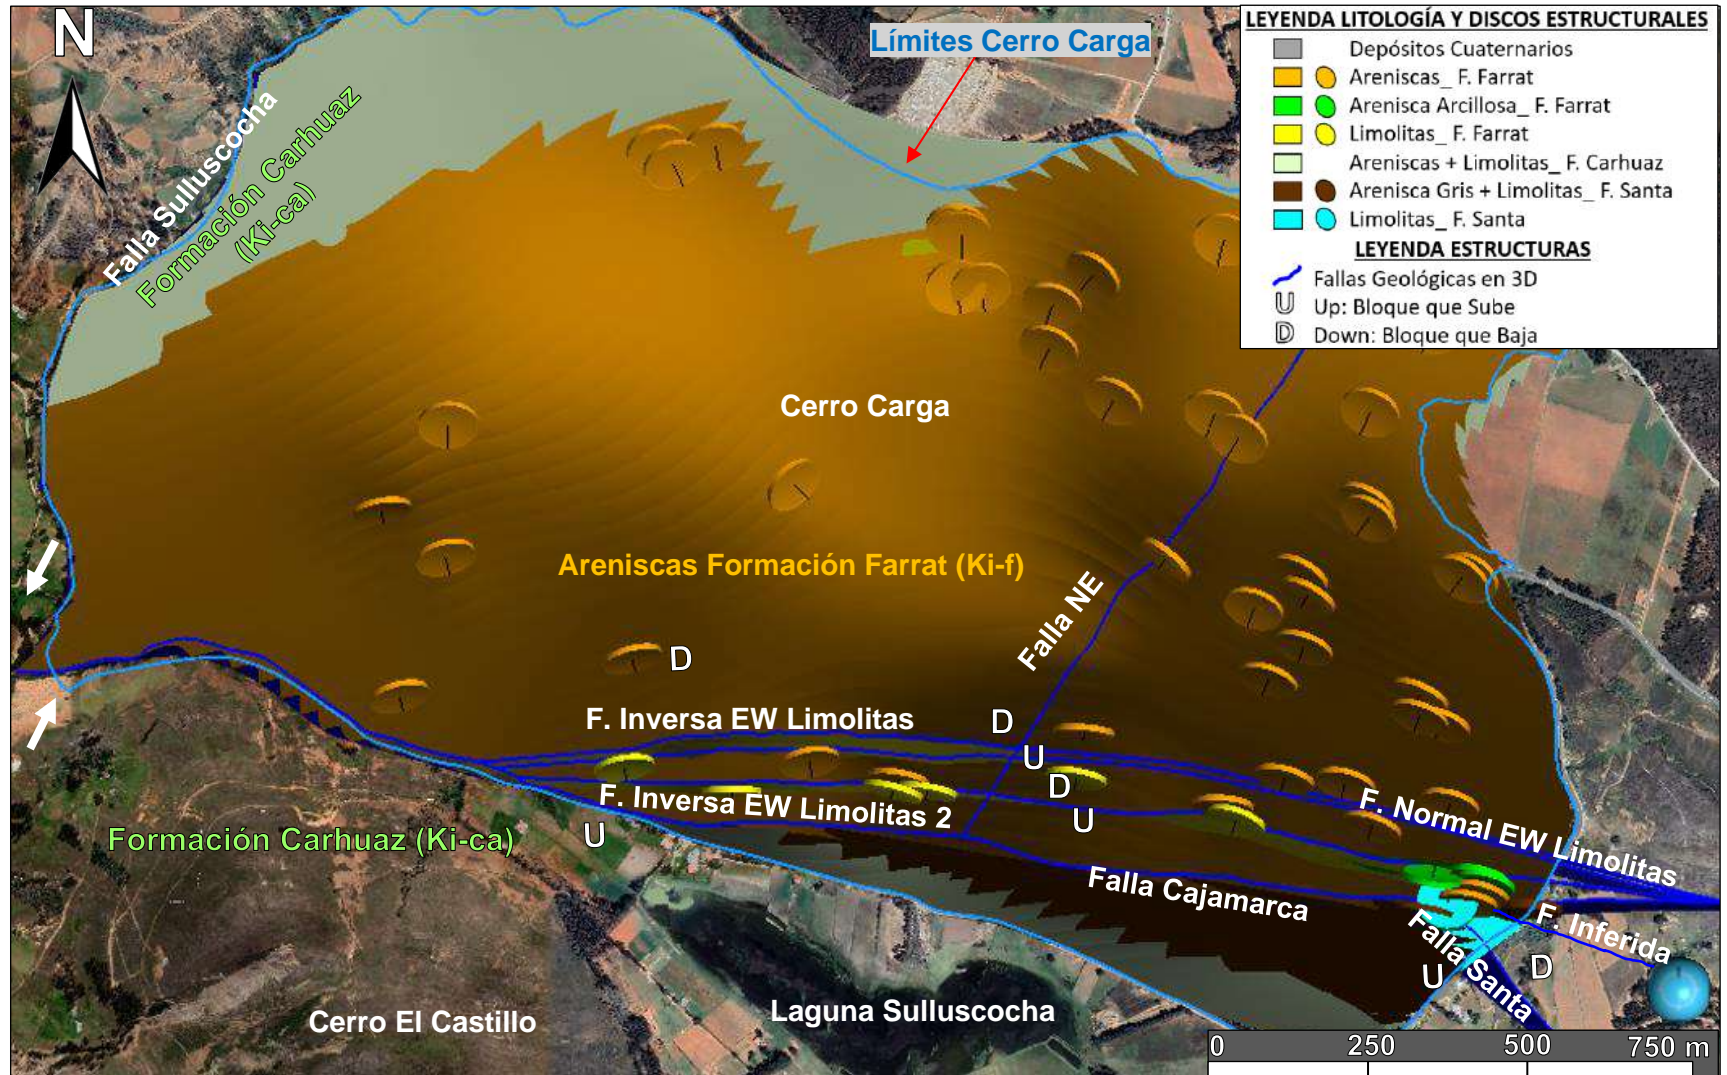 N
Límites Cerro Carga
LEYENDA LITOLOGÍA Y DISCOS ESTRUCTURALES
Depósitos Cuaternarios
Areniscas_ F. Farrat
Arenisca Arcillosa_ F. Farrat
Limolitas_ F. Farrat
Areniscas + Limolitas_ F. Carhuaz
Arenisca Gris + Limolitas_ F. Santa
Limolitas_ F. Santa
LEYENDA ESTRUCTURAS
Fallas Geológicas en 3D
U Up: Bloque que Sube
D Down: Bloque que Baja
Falla Sulluscocha
Formación Carhuaz
(Ki-ca)
Cerro Carga
Areniscas Formación Farrat (Ki-f)
Falla NE
D
F. Inversa EW Limolitas
D
U
D
U
F. Inversa EW Limolitas 2
U
F. Normal EW Limolitas
Formación Carhuaz (Ki-ca)
Falla Cajamarca
F. Inferida
Falla Santa
U
D
Cerro El Castillo
Laguna Sulluscocha
0 250 500 750 m